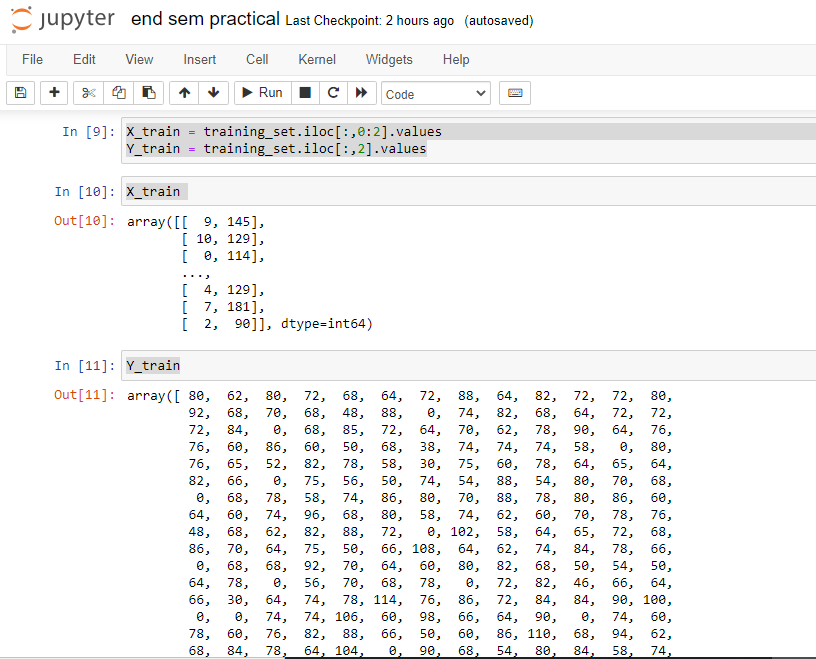 jupyter end sem practical Last Checkpoint: 2 hours ago (autosaved)
File Edit View Insert Cell Kernel Widgets Help
Run Code
In [9]: X_train = training_set.iloc[:,0:2].values
Y_train = training_set.iloc[:,2].values
In [10]: X_train
Out[10]: array([[ 9, 145],
[ 10, 129],
[ 0, 114],
...,
[ 4, 129],
[ 7, 181],
[ 2, 90]], dtype=int64)
In [11]: Y_train
Out[11]: array([ 80, 62, 80, 72, 68, 64, 72, 88, 64, 82, 72, 72, 80,
92, 68, 70, 68, 48, 88, 0, 74, 82, 68, 64, 72, 72,
72, 84, 0, 68, 85, 72, 64, 70, 62, 78, 90, 64, 76,
76, 60, 86, 60, 50, 68, 38, 74, 74, 74, 58, 0, 80,
76, 65, 52, 82, 78, 58, 30, 75, 60, 78, 64, 65, 64,
82, 66, 0, 75, 56, 50, 74, 54, 88, 54, 80, 70, 68,
0, 68, 78, 58, 74, 86, 80, 70, 88, 78, 80, 86, 60,
64, 60, 74, 96, 68, 80, 58, 74, 62, 60, 70, 78, 76,
48, 68, 62, 82, 88, 72, 0, 102, 58, 64, 65, 72, 68,
86, 70, 64, 75, 50, 66, 108, 64, 62, 74, 84, 78, 66,
0, 68, 68, 92, 70, 64, 60, 80, 82, 68, 50, 54, 50,
64, 78, 0, 56, 70, 68, 78, 0, 72, 82, 46, 66, 64,
66, 30, 64, 74, 78, 114, 76, 86, 72, 84, 84, 90, 100,
0, 0, 74, 74, 106, 60, 98, 66, 64, 90, 0, 74, 60,
78, 60, 76, 82, 88, 66, 50, 60, 86, 110, 68, 94, 62,
68, 84, 78, 64, 104, 0, 90, 68, 54, 80, 84, 58, 74,